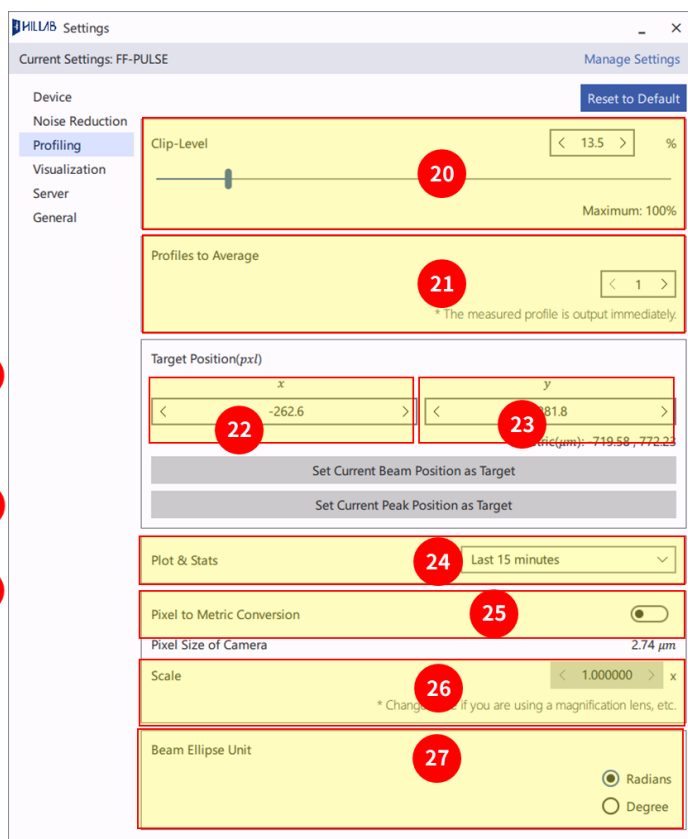 HILLAB Settings
Current Settings: FF-PULSE Manage Settings
Device
Noise Reduction
Profiling
Visualization
Server
General
Reset to Default
Clip-Level 13.5 %
20
Maximum: 100%
Profiles to Average
21
1
* The measured profile is output immediately.
Target Position(pxl)
x y
-262.6 81.8
22 23
(μm): -719.58 , 772.23
Set Current Beam Position as Target
Set Current Peak Position as Target
Plot & Stats 24 Last 15 minutes
Pixel to Metric Conversion 25
Pixel Size of Camera 2.74 μm
Scale 1.000000 x
26
* Chang if you are using a magnification lens, etc.
Beam Ellipse Unit
27
Radians
Degree